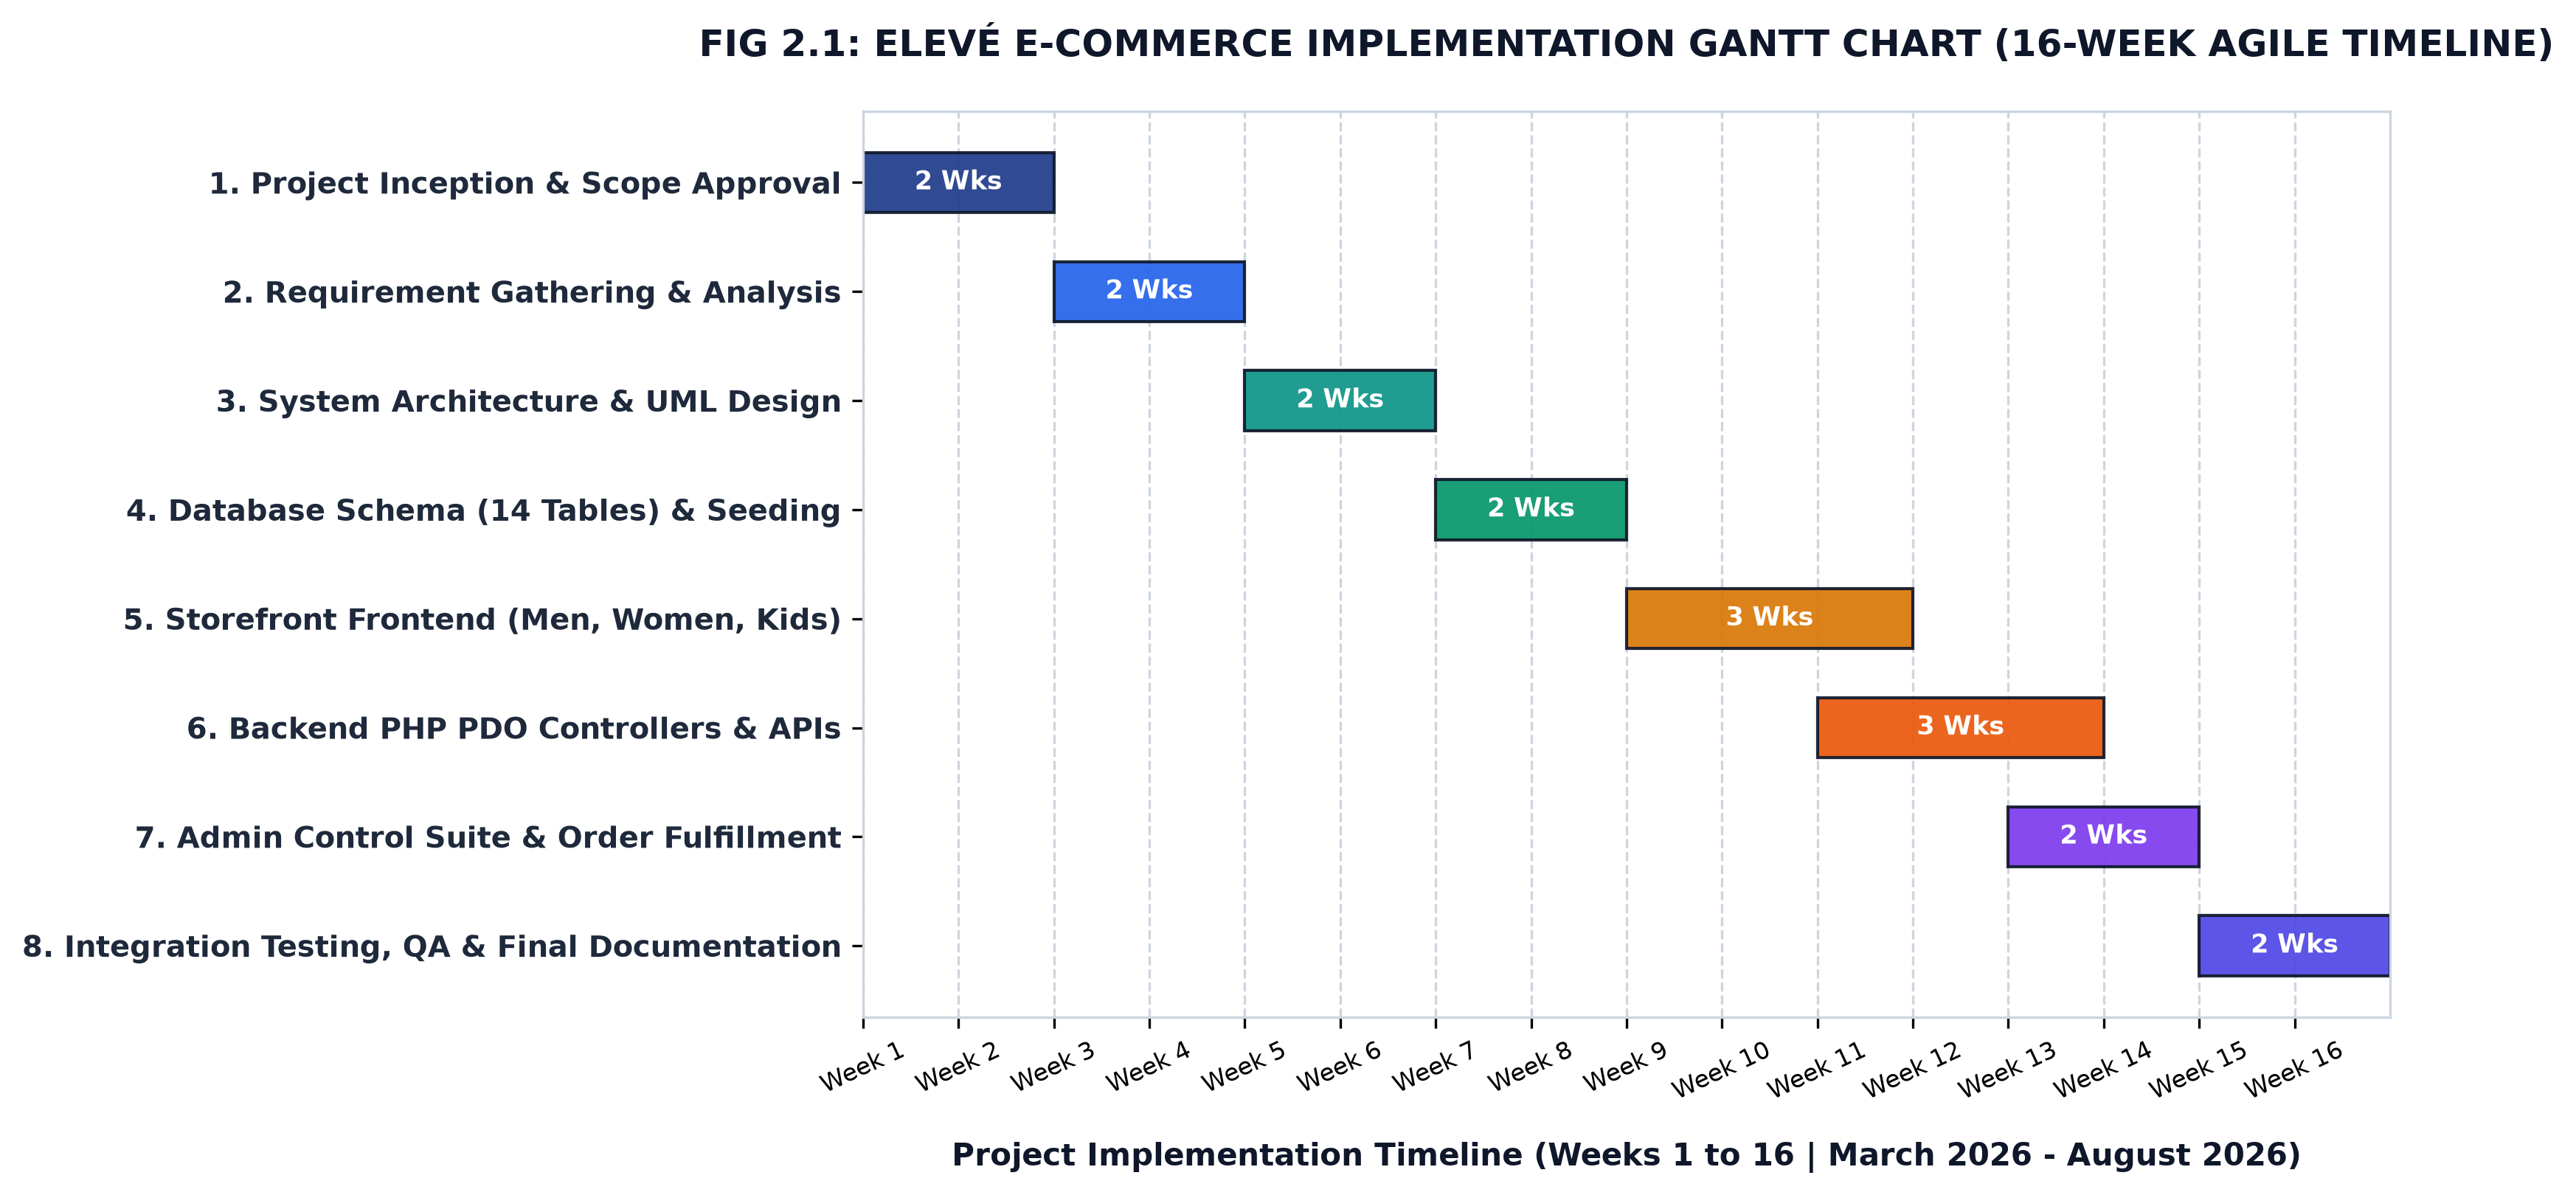 FIG 2.1: ELEVÉ E-COMMERCE IMPLEMENTATION GANTT CHART (16-WEEK AGILE TIMELINE)
1. Project Inception & Scope Approval
2 Wks
2. Requirement Gathering & Analysis
2 Wks
3. System Architecture & UML Design
2 Wks
4. Database Schema (14 Tables) & Seeding
2 Wks
5. Storefront Frontend (Men, Women, Kids)
3 Wks
6. Backend PHP PDO Controllers & APIs
3 Wks
7. Admin Control Suite & Order Fulfillment
2 Wks
8. Integration Testing, QA & Final Documentation
2 Wks
Week 1
Week 2
Week 3
Week 4
Week 5
Week 6
Week 7
Week 8
Week 9
Week 10
Week 11
Week 12
Week 13
Week 14
Week 15
Week 16
Project Implementation Timeline (Weeks 1 to 16 | March 2026 - August 2026)